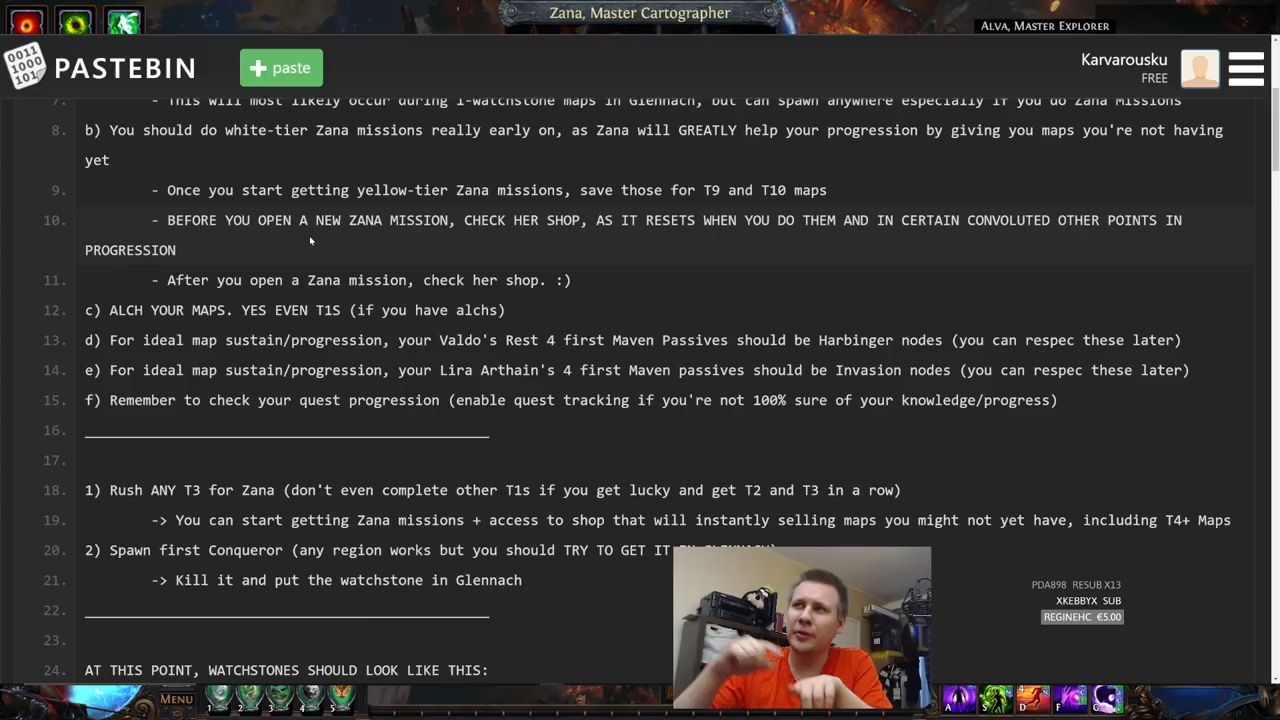 Zana, Master Cartographer
Alva, Master Explorer
0011
1000
101
PASTEBIN
+ paste
Karvarousku
FREE
7. - This will most likely occur during 1-watchstone maps in Glennach, but can spawn anywhere especially if you do Zana Missions
8. b) You should do white-tier Zana missions really early on, as Zana will GREATLY help your progression by giving you maps you're not having
yet
9. - Once you start getting yellow-tier Zana missions, save those for T9 and T10 maps
10. - BEFORE YOU OPEN A NEW ZANA MISSION, CHECK HER SHOP, AS IT RESETS WHEN YOU DO THEM AND IN CERTAIN CONVOLUTED OTHER POINTS IN
PROGRESSION
11. - After you open a Zana mission, check her shop. :)
12. c) ALCH YOUR MAPS. YES EVEN T1S (if you have alchs)
13. d) For ideal map sustain/progression, your Valdo's Rest 4 first Maven Passives should be Harbinger nodes (you can respec these later)
14. e) For ideal map sustain/progression, your Lira Arthain's 4 first Maven passives should be Invasion nodes (you can respec these later)
15. f) Remember to check your quest progression (enable quest tracking if you're not 100% sure of your knowledge/progress)
16. _________________________________________________
17.
18. 1) Rush ANY T3 for Zana (don't even complete other T1s if you get lucky and get T2 and T3 in a row)
19. -> You can start getting Zana missions + access to shop that will instantly selling maps you might not yet have, including T4+ Maps
20. 2) Spawn first Conqueror (any region works but you should TRY TO GET IT
21. -> Kill it and put the watchstone in Glennach
22. _________________________________________________
23.
24. AT THIS POINT, WATCHSTONES SHOULD LOOK LIKE THIS:
PDA898 RESUB X13
XKEBBYX SUB
REGINEHC €5.00
MENU
1 2 3 4 5
A S D F